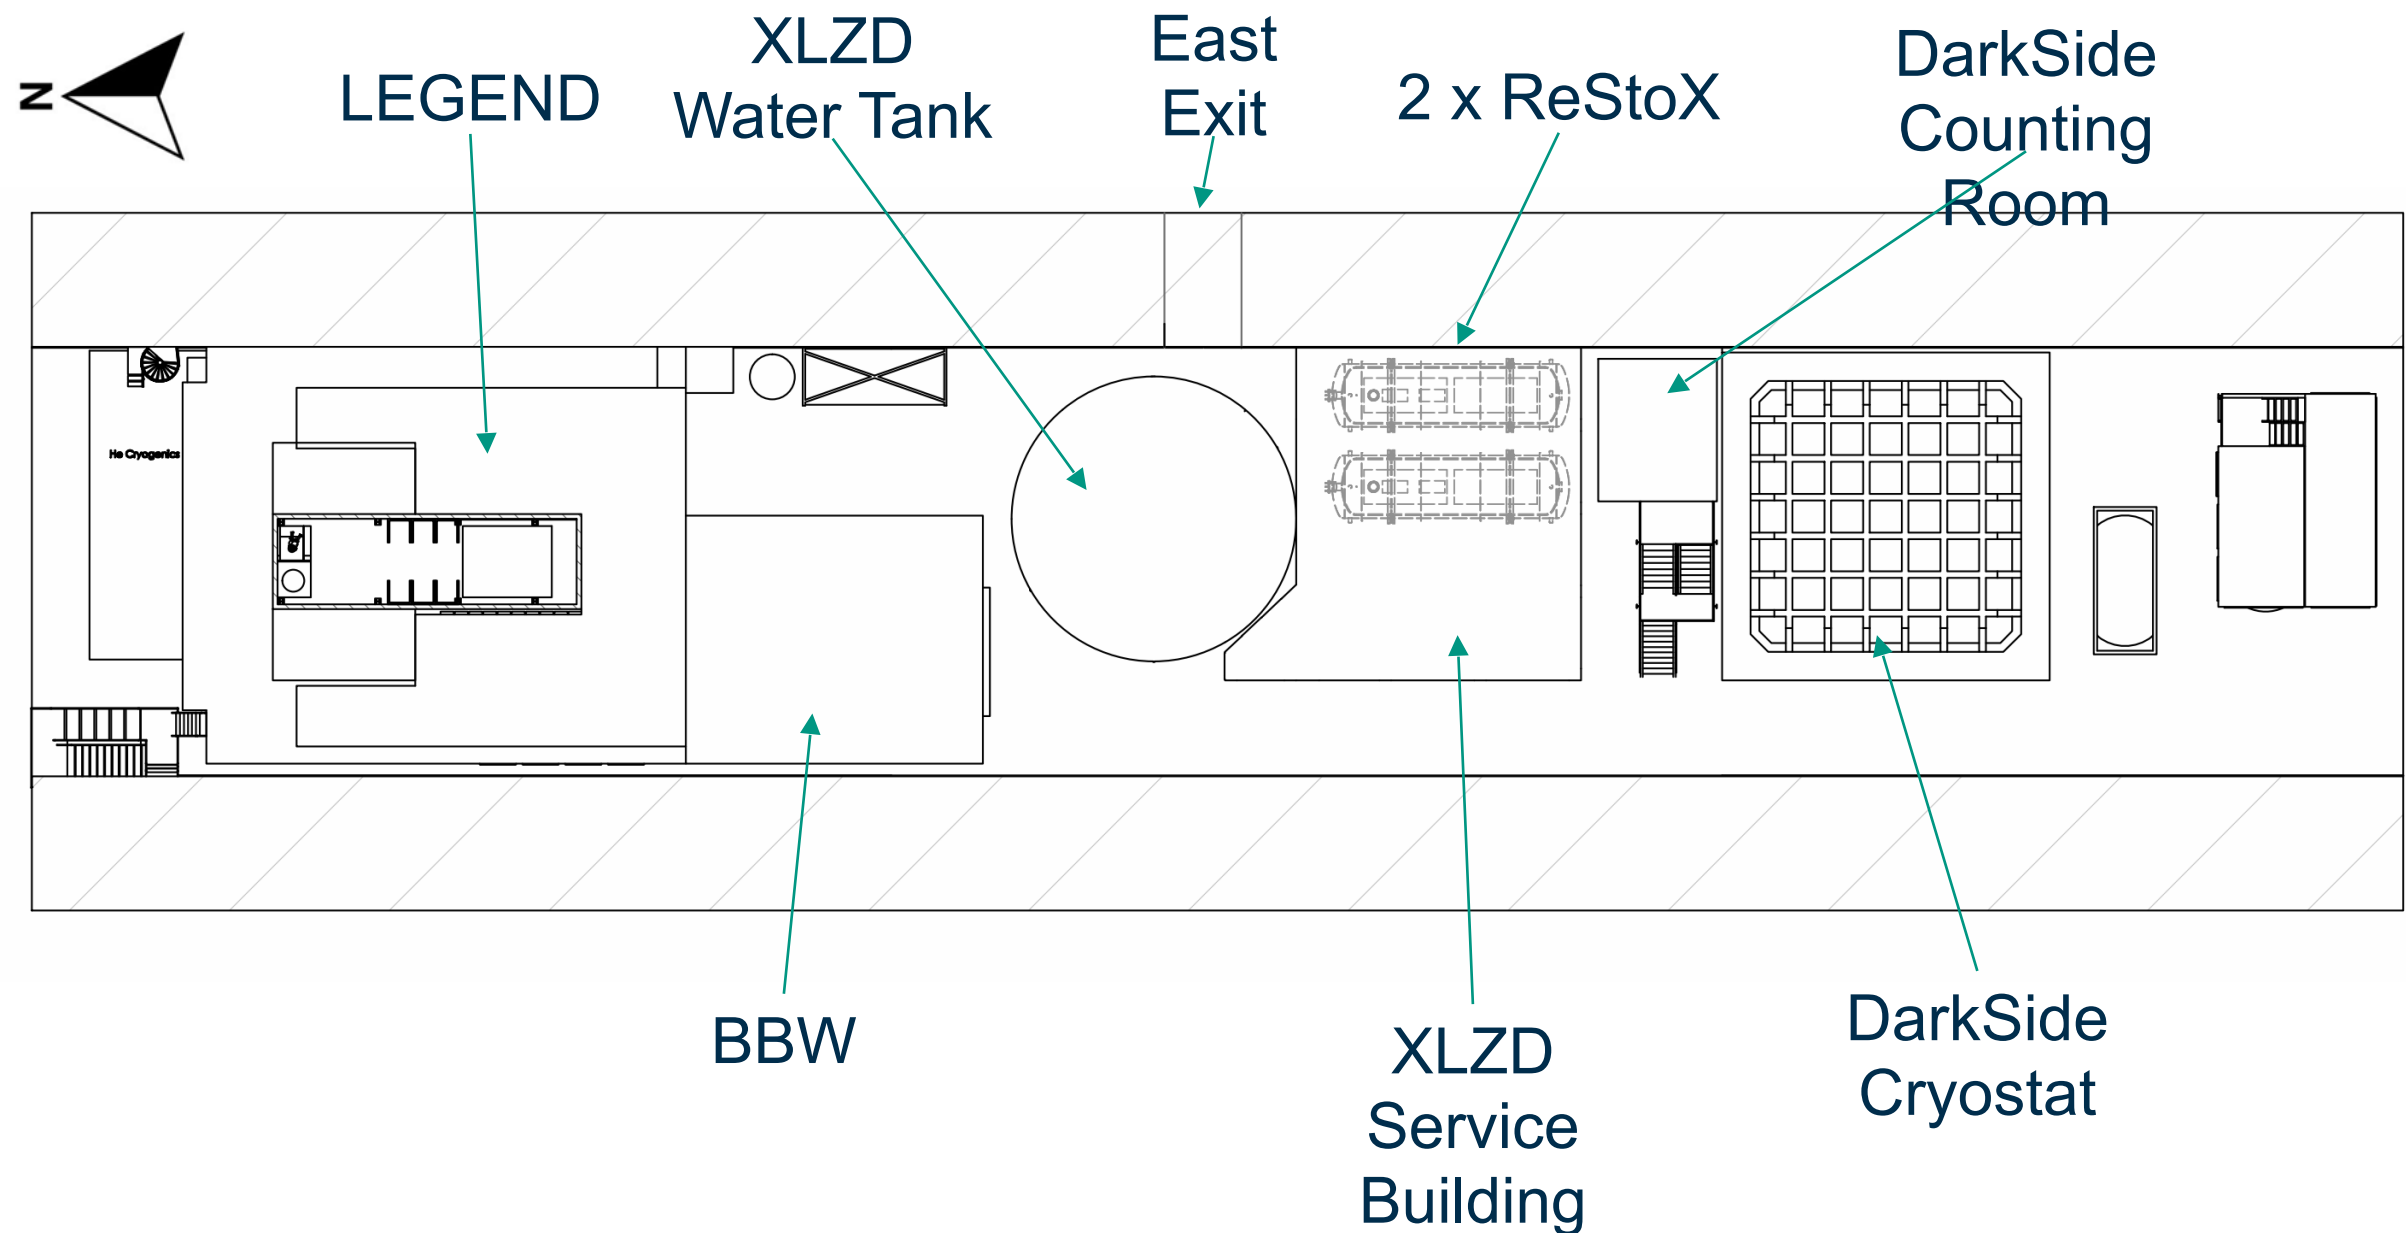 N
LEGEND
XLZD
Water Tank
East
Exit
2 x ReStoX
DarkSide
Counting
Room
He Cryogenics
BBW
XLZD
Service
Building
DarkSide
Cryostat